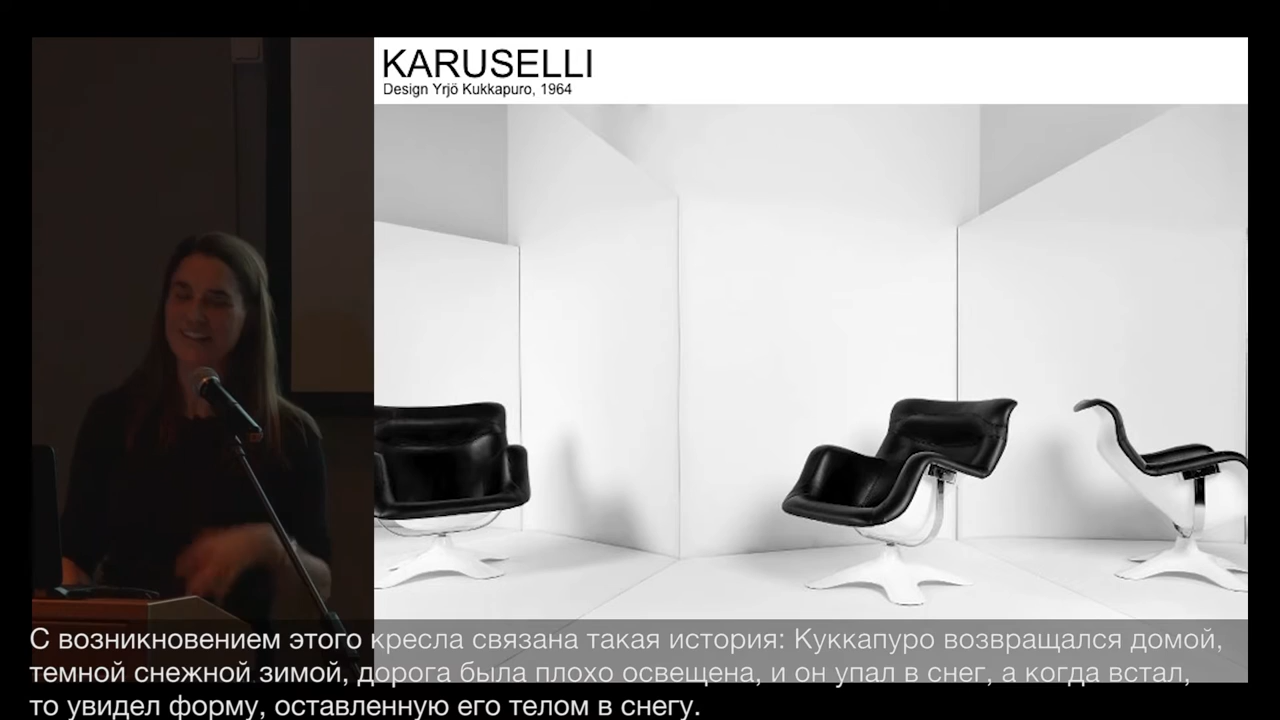 KARUSELLI
Design Yrjö Kukkapuro, 1964
С возникновением этого кресла связана такая история: Куккапуро возвращался домой,
темной снежной зимой, дорога была плохо освещена, и он упал в снег, а когда встал,
то увидел форму, оставленную его телом в снегу.